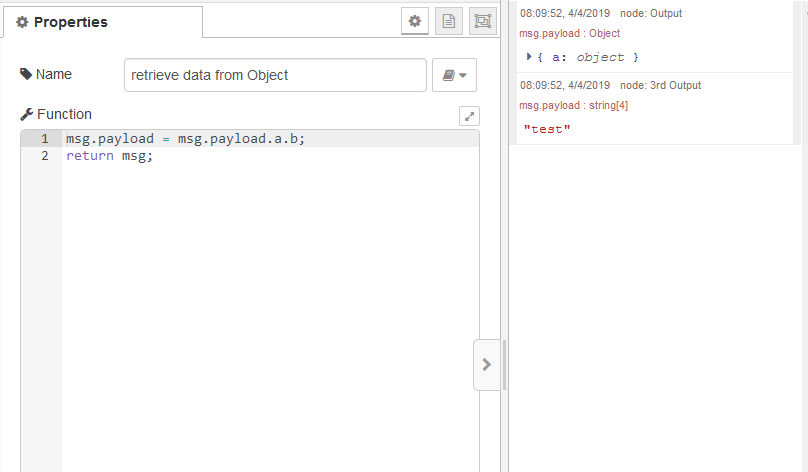 Properties
Name
retrieve data from Object
Function
1 msg.payload = msg.payload.a.b;
2 return msg;
08:09:52, 4/4/2019 node: Output
msg.payload : Object
{ a: object }
08:09:52, 4/4/2019 node: 3rd Output
msg.payload : string[4]
"test"